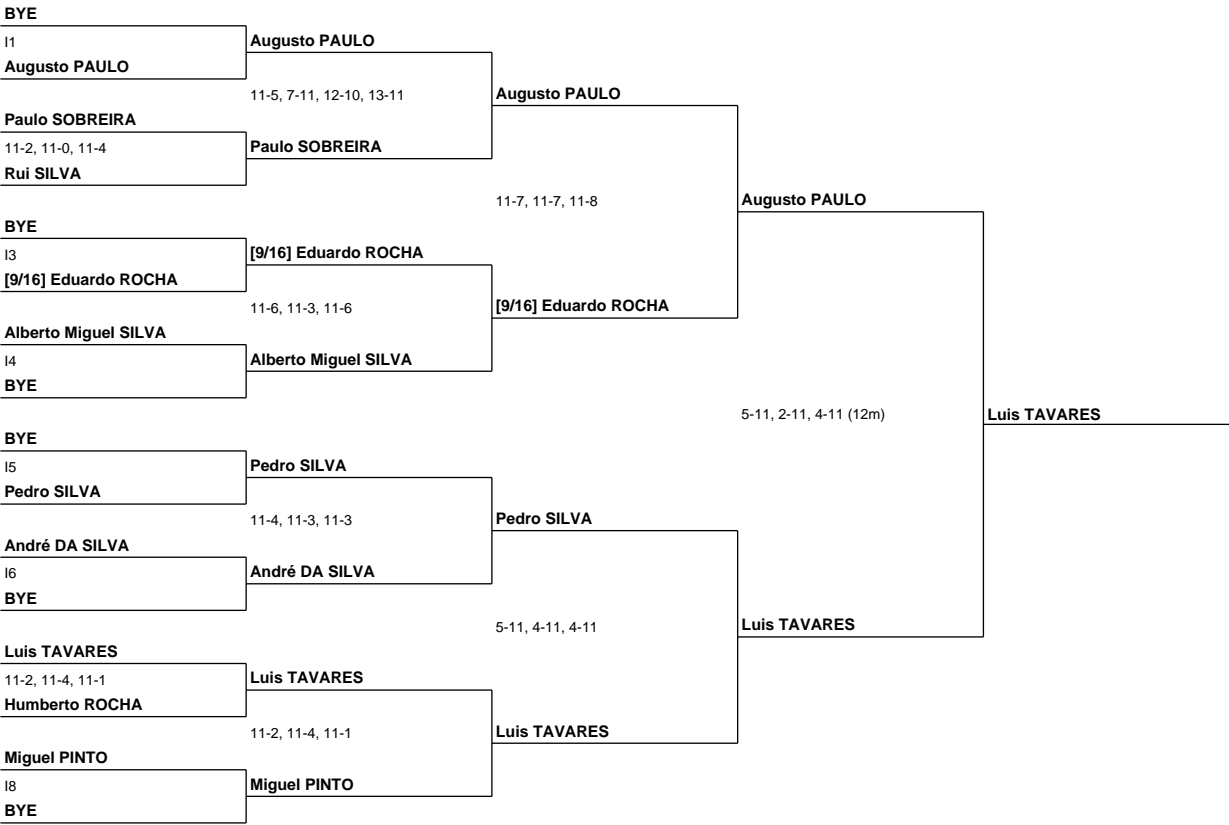 BYE
I1
Augusto PAULO
Paulo SOBREIRA
11-2, 11-0, 11-4
Rui SILVA
BYE
I3
[9/16] Eduardo ROCHA
Alberto Miguel SILVA
I4
BYE
BYE
I5
Pedro SILVA
André DA SILVA
I6
BYE
Luis TAVARES
11-2, 11-4, 11-1
Humberto ROCHA
Miguel PINTO
I8
BYE
Augusto PAULO
11-5, 7-11, 12-10, 13-11
Paulo SOBREIRA
[9/16] Eduardo ROCHA
11-6, 11-3, 11-6
Alberto Miguel SILVA
Pedro SILVA
11-4, 11-3, 11-3
André DA SILVA
Luis TAVARES
11-2, 11-4, 11-1
Miguel PINTO
Augusto PAULO
11-7, 11-7, 11-8
[9/16] Eduardo ROCHA
Pedro SILVA
5-11, 4-11, 4-11
Luis TAVARES
Augusto PAULO
5-11, 2-11, 4-11 (12m)
Luis TAVARES
Luis TAVARES